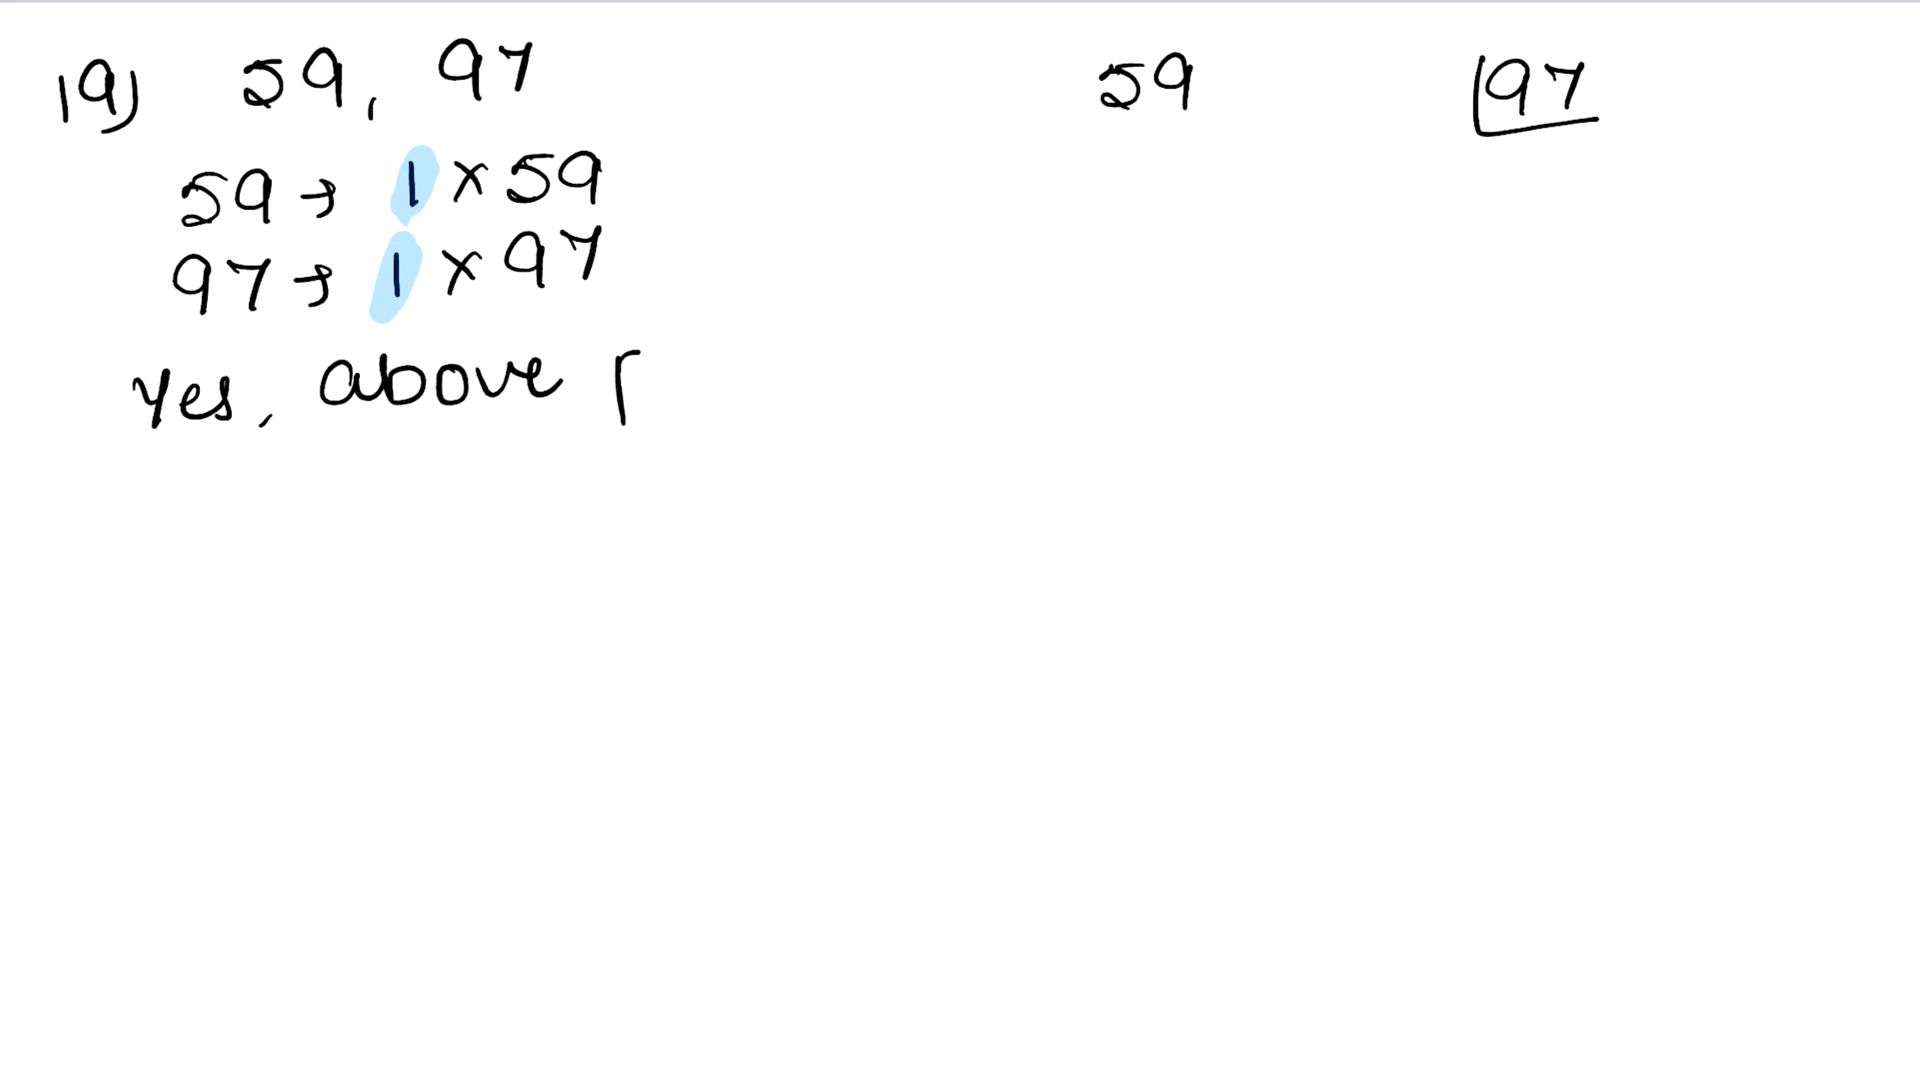 19) 59, 97
59 → 1 × 59
97 → 1 × 97
Yes, above
59
97